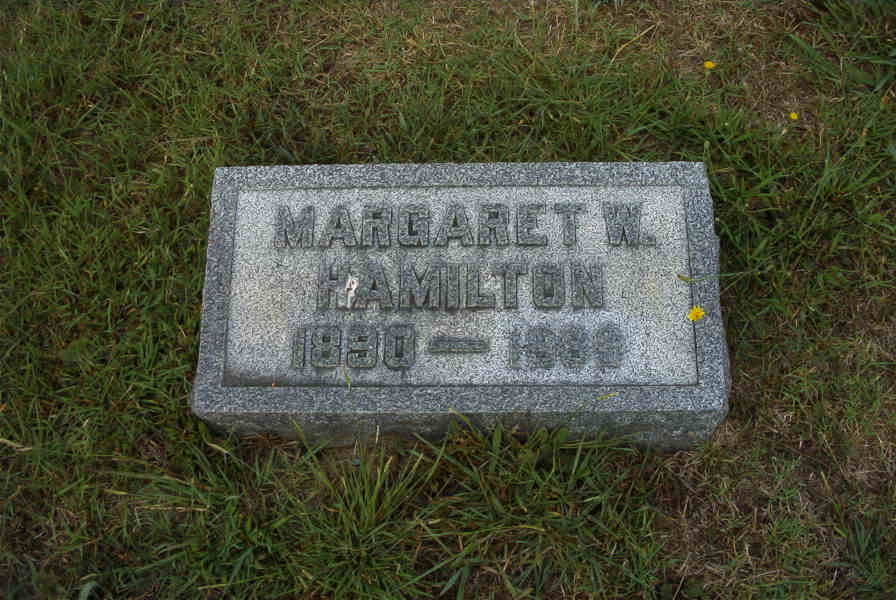 MARGARET W.
HAMILTON
1890 —